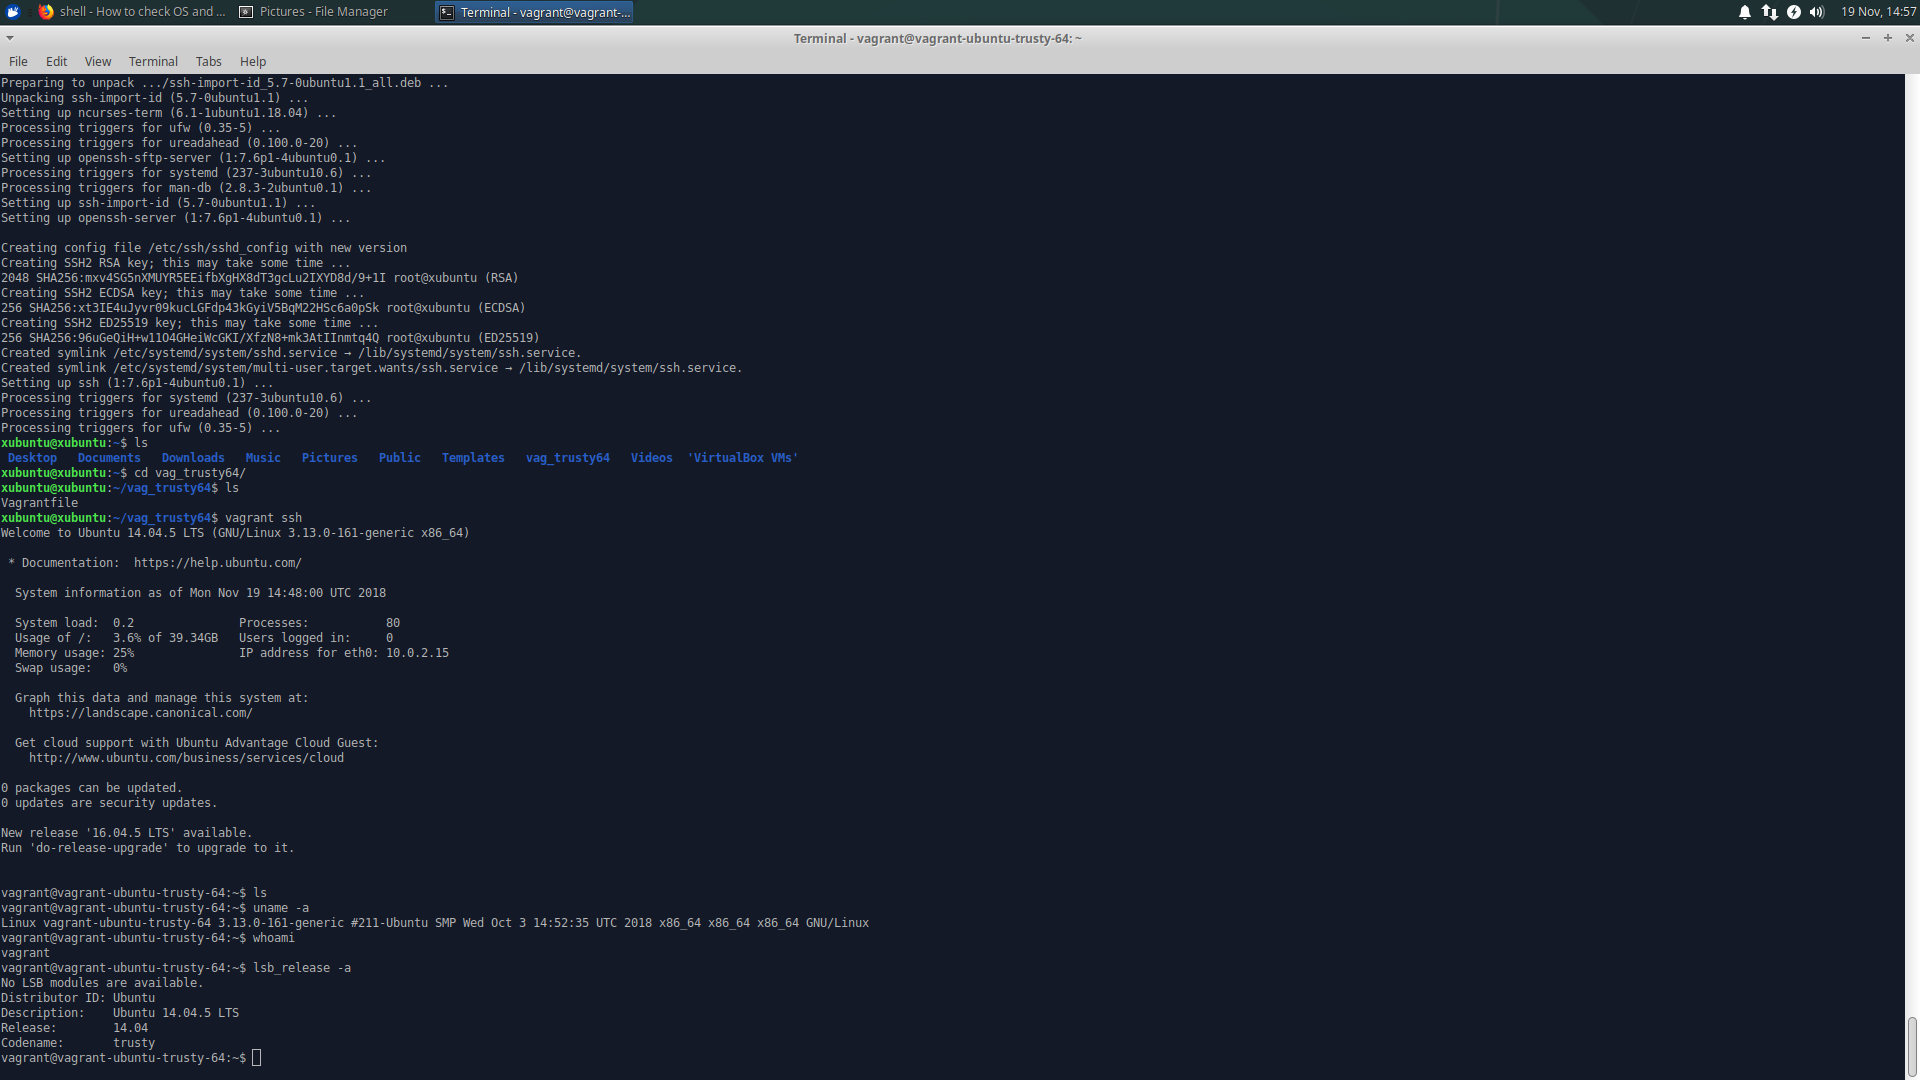 shell - How to check OS and ...
Pictures - File Manager
Terminal - vagrant@vagrant-...
19 Nov, 14:57
Terminal - vagrant@vagrant-ubuntu-trusty-64: ~
File Edit View Terminal Tabs Help
Preparing to unpack .../ssh-import-id_5.7-0ubuntu1.1_all.deb ...
Unpacking ssh-import-id (5.7-0ubuntu1.1) ...
Setting up ncurses-term (6.1-1ubuntu1.18.04) ...
Processing triggers for ufw (0.35-5) ...
Processing triggers for ureadahead (0.100.0-20) ...
Setting up openssh-sftp-server (1:7.6p1-4ubuntu0.1) ...
Processing triggers for systemd (237-3ubuntu10.6) ...
Processing triggers for man-db (2.8.3-2ubuntu0.1) ...
Setting up ssh-import-id (5.7-0ubuntu1.1) ...
Setting up openssh-server (1:7.6p1-4ubuntu0.1) ...
Creating config file /etc/ssh/sshd_config with new version
Creating SSH2 RSA key; this may take some time ...
2048 SHA256:mxv4SG5nXMUYR5EEifbXgHX8dT3gcLu2IXYD8d/9+1I root@xubuntu (RSA)
Creating SSH2 ECDSA key; this may take some time ...
256 SHA256:xt3IE4uJyvr09kucLGFdp43kGyiV5BqM22HSc6a0pSk root@xubuntu (ECDSA)
Creating SSH2 ED25519 key; this may take some time ...
256 SHA256:96uGeQiH+w11O4GHeiWcGKI/XfzN8+mk3AtIInmtq4Q root@xubuntu (ED25519)
Created symlink /etc/systemd/system/sshd.service → /lib/systemd/system/ssh.service.
Created symlink /etc/systemd/system/multi-user.target.wants/ssh.service → /lib/systemd/system/ssh.service.
Setting up ssh (1:7.6p1-4ubuntu0.1) ...
Processing triggers for systemd (237-3ubuntu10.6) ...
Processing triggers for ureadahead (0.100.0-20) ...
Processing triggers for ufw (0.35-5) ...
xubuntu@xubuntu:~$ ls
Desktop Documents Downloads Music Pictures Public Templates vag_trusty64 Videos 'VirtualBox VMs'
xubuntu@xubuntu:~$ cd vag_trusty64/
xubuntu@xubuntu:~/vag_trusty64$ ls
Vagrantfile
xubuntu@xubuntu:~/vag_trusty64$ vagrant ssh
Welcome to Ubuntu 14.04.5 LTS (GNU/Linux 3.13.0-161-generic x86_64)
* Documentation: https://help.ubuntu.com/
System information as of Mon Nov 19 14:48:00 UTC 2018
System load: 0.2 Processes: 80
Usage of /: 3.6% of 39.34GB Users logged in: 0
Memory usage: 25% IP address for eth0: 10.0.2.15
Swap usage: 0%
Graph this data and manage this system at:
https://landscape.canonical.com/
Get cloud support with Ubuntu Advantage Cloud Guest:
http://www.ubuntu.com/business/services/cloud
0 packages can be updated.
0 updates are security updates.
New release '16.04.5 LTS' available.
Run 'do-release-upgrade' to upgrade to it.
vagrant@vagrant-ubuntu-trusty-64:~$ ls
vagrant@vagrant-ubuntu-trusty-64:~$ uname -a
Linux vagrant-ubuntu-trusty-64 3.13.0-161-generic #211-Ubuntu SMP Wed Oct 3 14:52:35 UTC 2018 x86_64 x86_64 x86_64 GNU/Linux
vagrant@vagrant-ubuntu-trusty-64:~$ whoami
vagrant
vagrant@vagrant-ubuntu-trusty-64:~$ lsb_release -a
No LSB modules are available.
Distributor ID: Ubuntu
Description: Ubuntu 14.04.5 LTS
Release: 14.04
Codename: trusty
vagrant@vagrant-ubuntu-trusty-64:~$